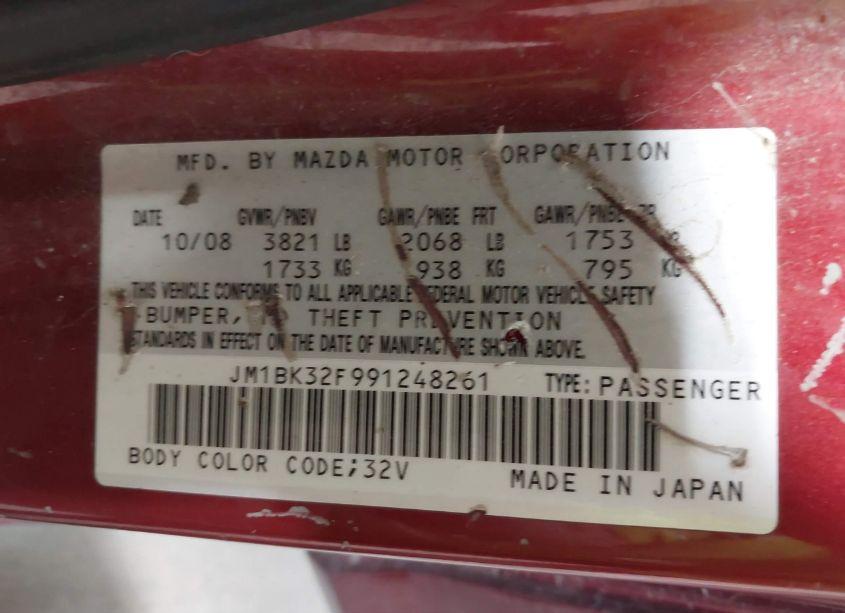 MFD. BY MAZDA MOTOR CORPORATION
DATE GVWR/PNBV GAWR/PNBE FRT GAWR/PNBE RR
10/08 3821 LB 2068 LB 1753 LB
1733 KG 938 KG 795 KG
THIS VEHICLE CONFORMS TO ALL APPLICABLE FEDERAL MOTOR VEHICLE SAFETY
BUMPER, AND THEFT PREVENTION
STANDARDS IN EFFECT ON THE DATE OF MANUFACTURE SHOWN ABOVE.
JM1BK32F991248261 TYPE: PASSENGER
BODY COLOR CODE;32V
MADE IN JAPAN